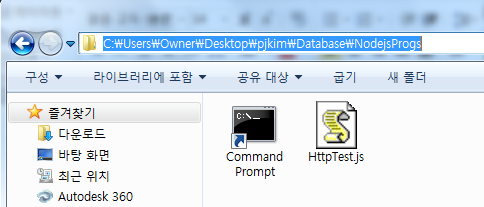 C:₩Users₩Owner₩Desktop₩pjkim₩Database₩NodejsProgs
구성 라이브러리에 포함 공유 대상 굽기 새 폴더
즐겨찾기
다운로드
바탕 화면
최근 위치
Autodesk 360
C:\_
Command
Prompt
HttpTest.js